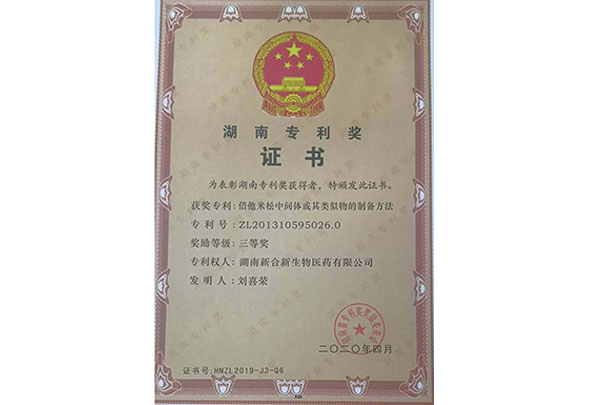 湖南专利奖
证书
为表彰湖南专利奖获得者，特颁发此证书。
获奖专利：倍他米松中间体或其类似物的制备方法
专利号：ZL201310595026.0
奖励等级：三等奖
专利权人：湖南新合新生物医药有限公司
发明人：刘喜荣
二〇二〇年四月
证书号：HNZL2019-J3-Q6